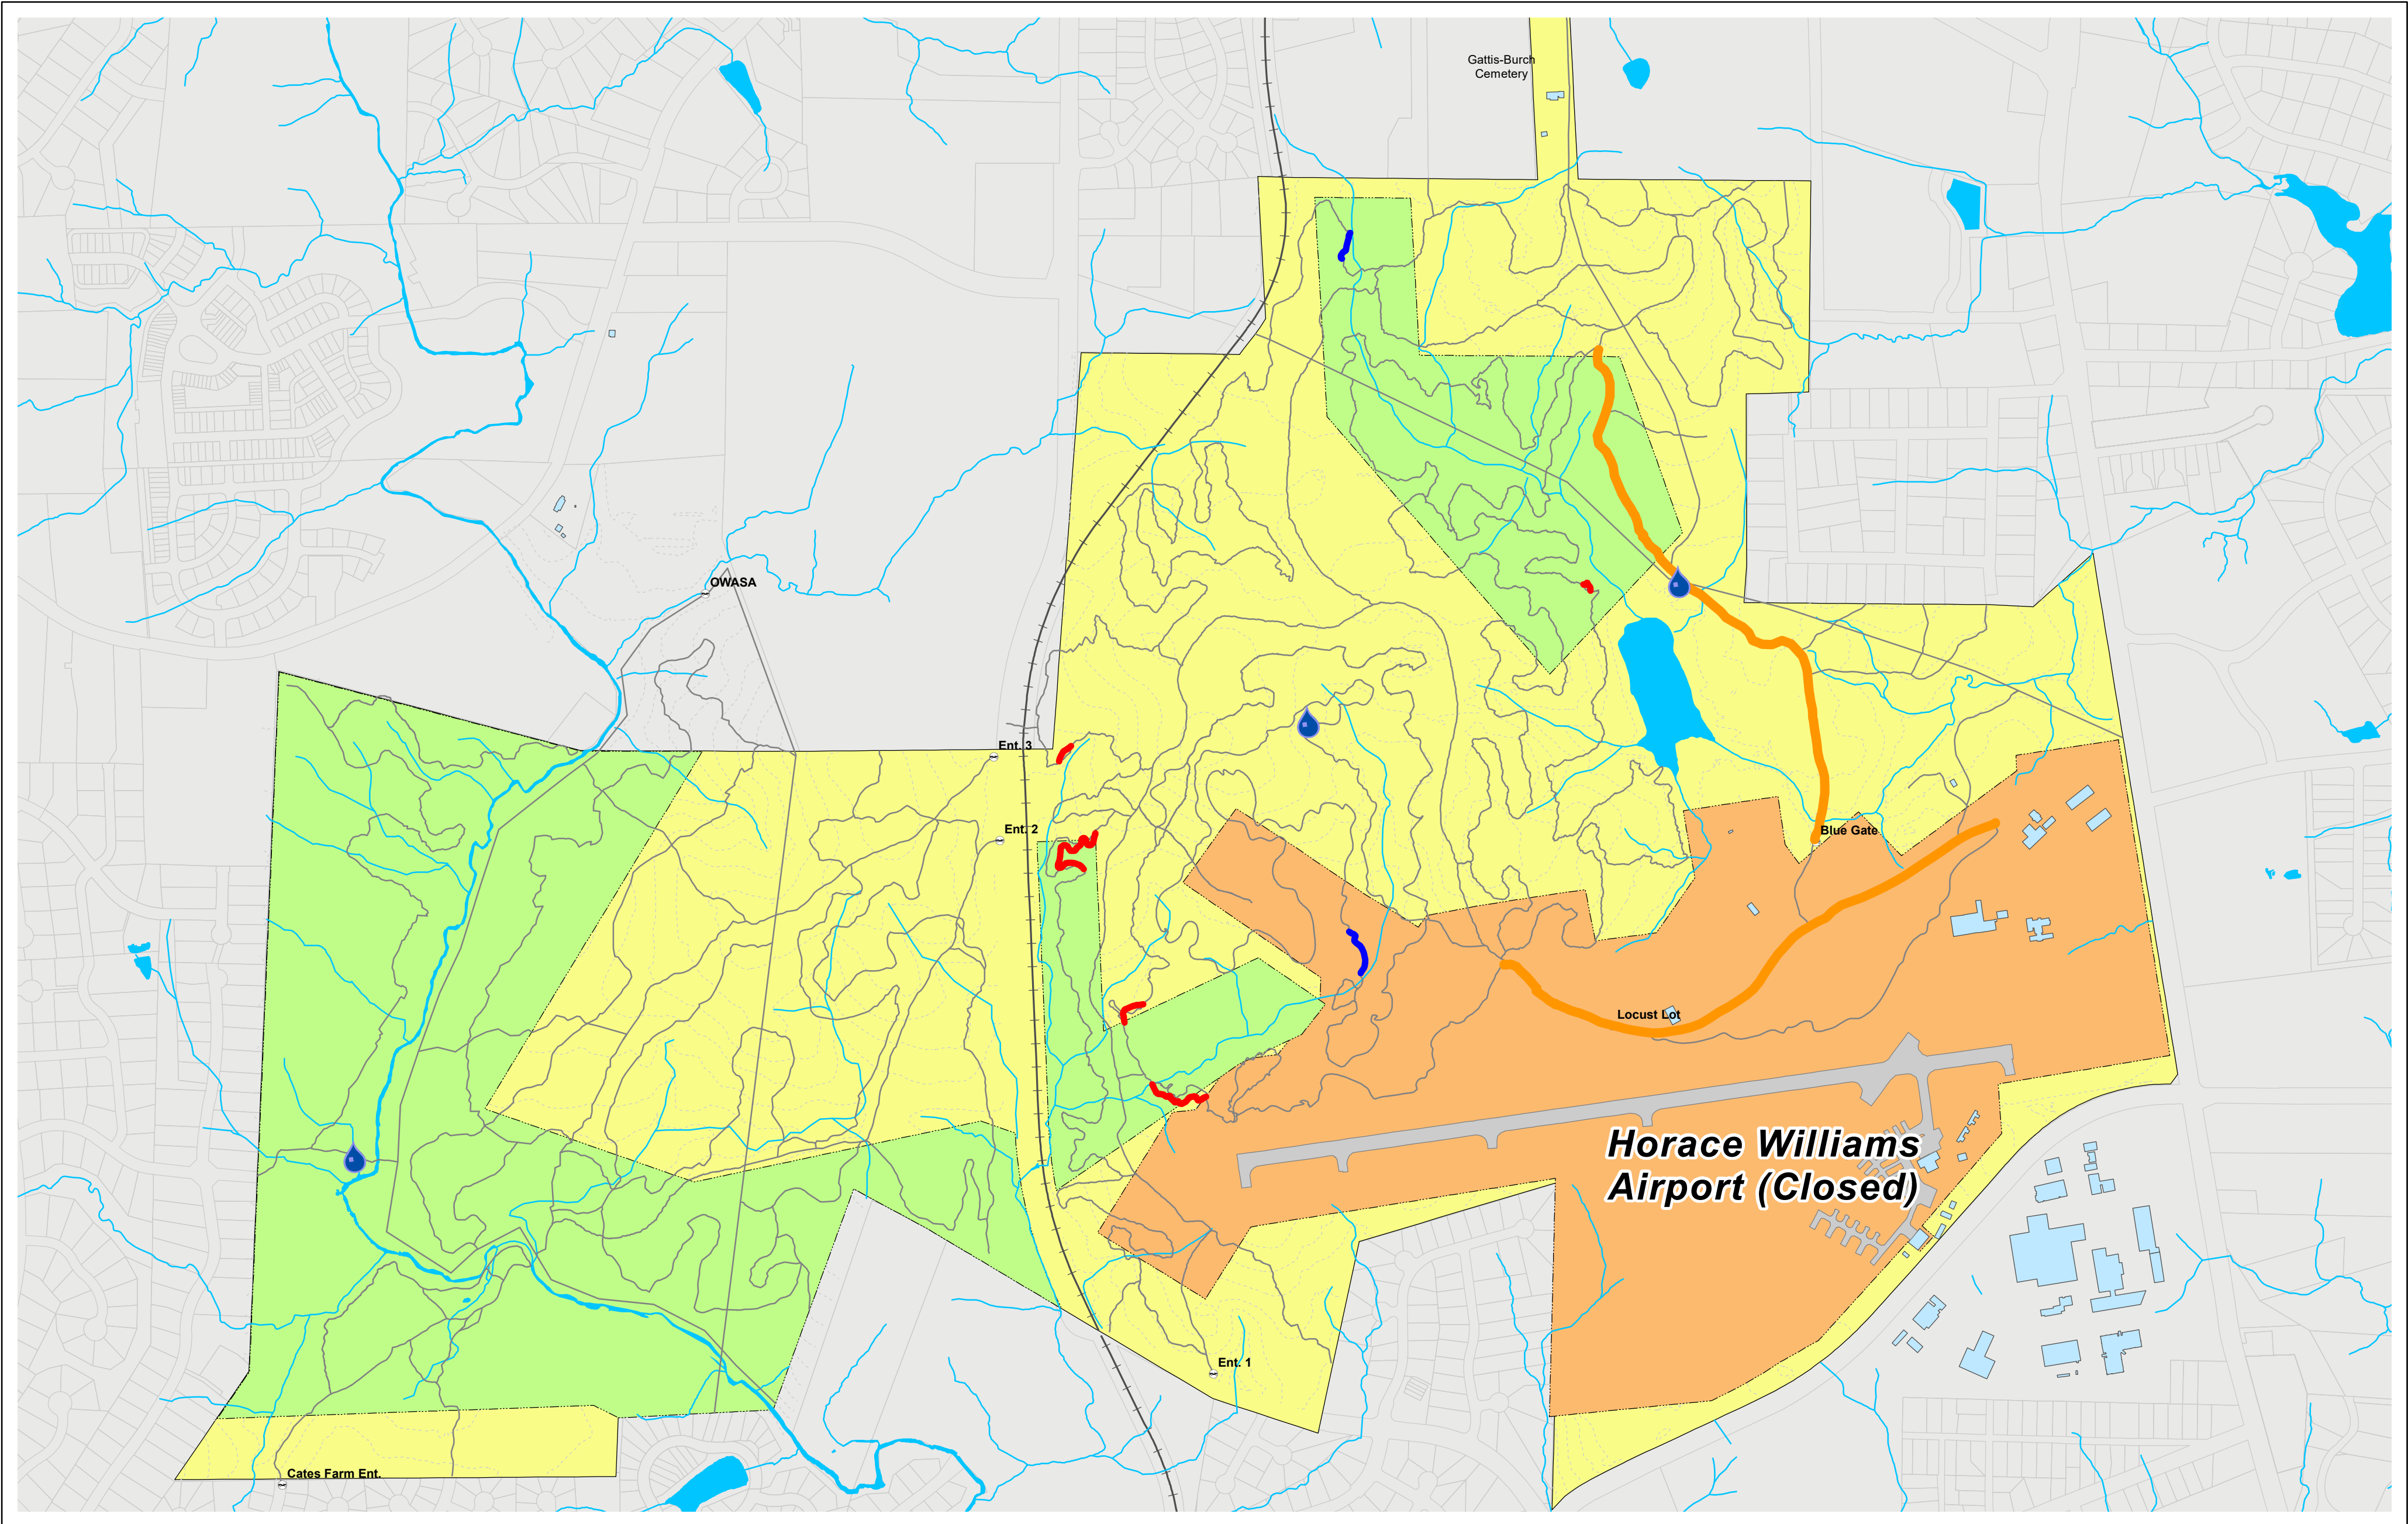 Gattis-Burch
Cemetery
OWASA
Ent. 3
Ent. 2
Blue Gate
Locust Lot
Horace Williams
Airport (Closed)
Ent. 1
Cates Farm Ent.